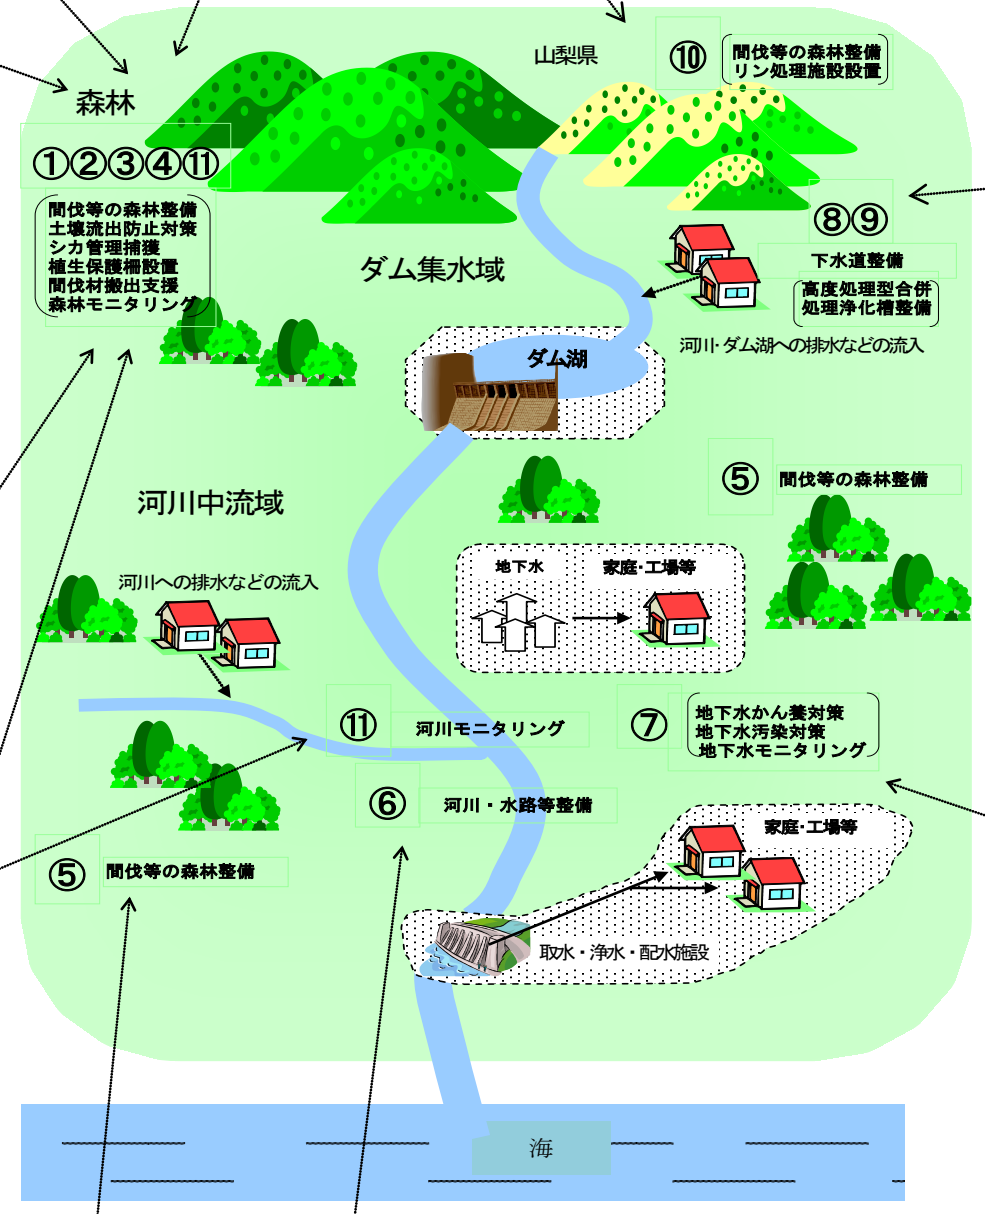 山梨県
⑩
間伐等の森林整備
リン処理施設設置
森林
①②③④⑪
間伐等の森林整備
土壌流出防止対策
シカ管理捕獲
植生保護柵設置
間伐材搬出支援
森林モニタリング
⑧⑨
下水道整備
高度処理型合併
処理浄化槽整備
ダム集水域
河川・ダム湖への排水などの流入
ダム湖
⑤
間伐等の森林整備
河川中流域
地下水
家庭・工場等
河川への排水などの流入
⑪
河川モニタリング
⑦
地下水かん養対策
地下水汚染対策
地下水モニタリング
⑥
河川・水路等整備
家庭・工場等
⑤
間伐等の森林整備
取水・浄水・配水施設
海